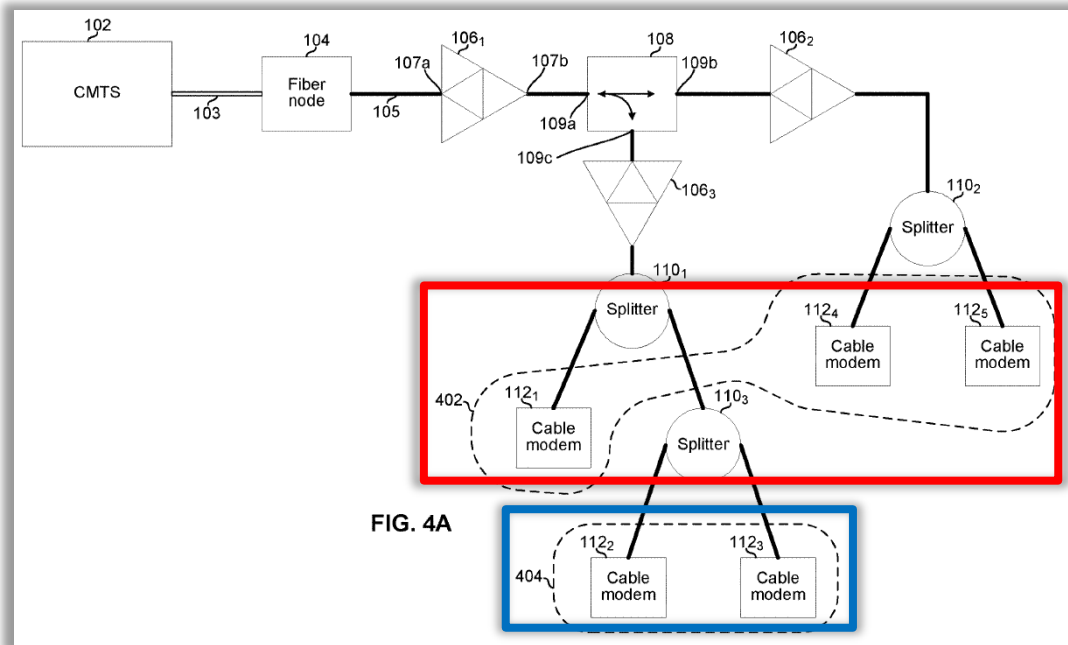 102
CMTS
103
104
Fiber
node
105
107a
106₁
107b
108
109a
109b
109c
106₂
106₃
110₂
Splitter
110₁
Splitter
112₄
Cable
modem
112₅
Cable
modem
402
112₁
Cable
modem
110₃
Splitter
FIG. 4A
404
112₂
Cable
modem
112₃
Cable
modem